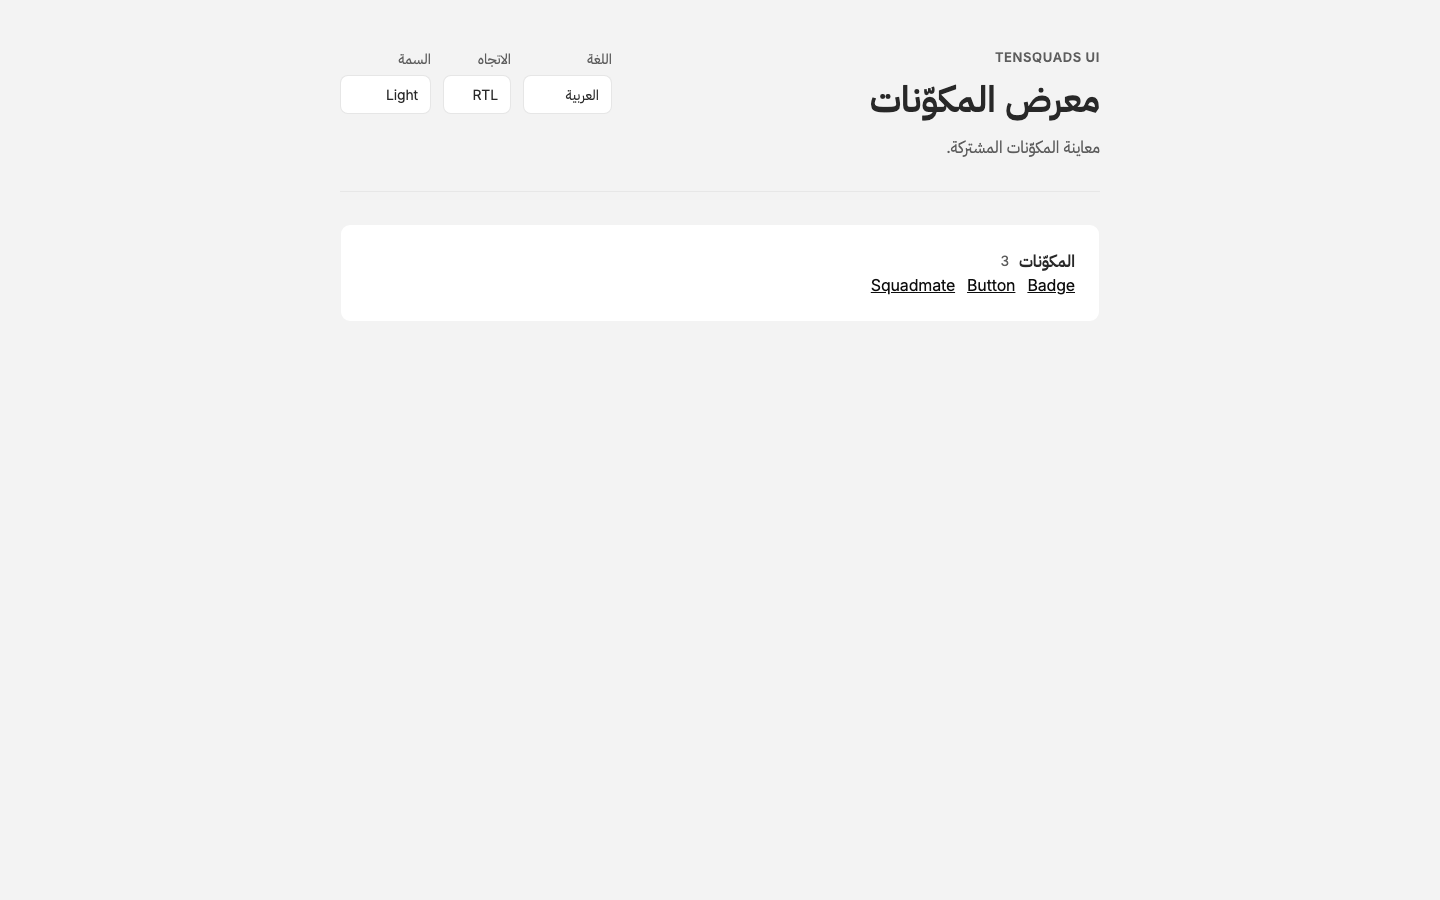 TENSQUADS UI
معرض المكوّنات
معاينة المكوّنات المشتركة.
اللغة
العربية
الاتجاه
RTL
السمة
Light
المكوّنات 3
Badge Button Squadmate